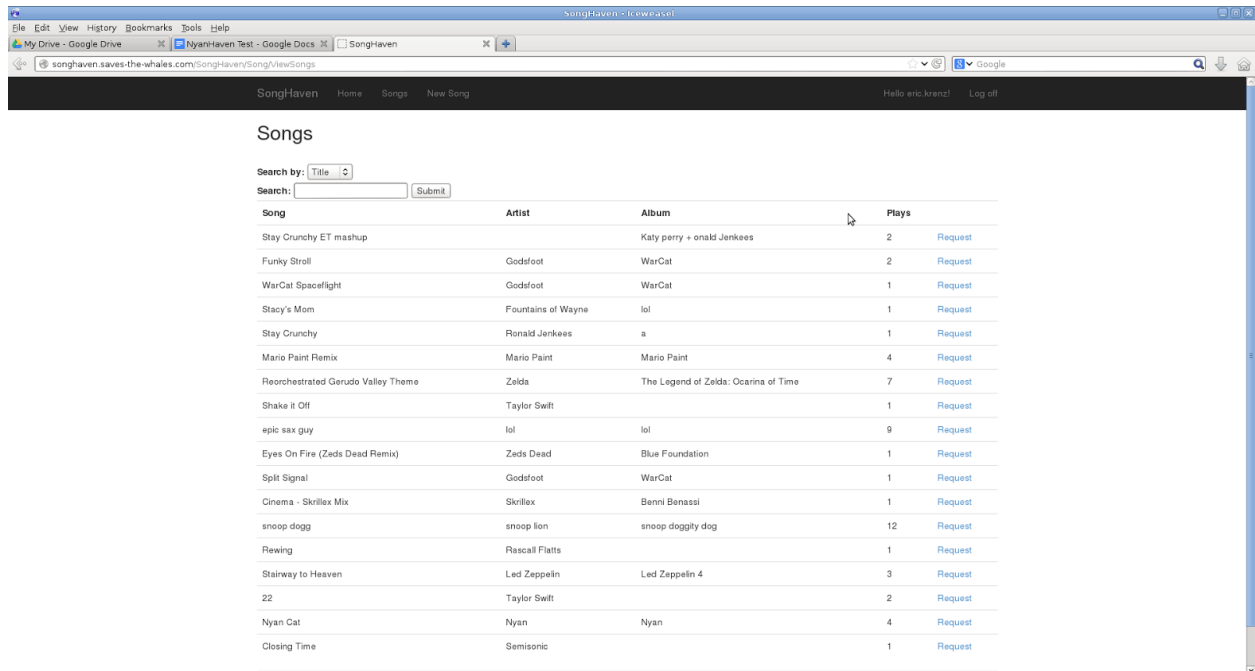 SongHaven - Iceweasel
File Edit View History Bookmarks Tools Help
My Drive - Google Drive NyanHaven Test - Google Docs SongHaven
songhaven.saves-the-whales.com/SongHaven/Song/ViewSongs Google
SongHaven Home Songs New Song Hello eric.krenz! Log off
Songs
Search by: Title
Search: Submit
Song Artist Album Plays
Stay Crunchy ET mashup Katy perry + onald Jenkees 2 Request
Funky Stroll Godsfoot WarCat 2 Request
WarCat Spaceflight Godsfoot WarCat 1 Request
Stacy's Mom Fountains of Wayne lol 1 Request
Stay Crunchy Ronald Jenkees a 1 Request
Mario Paint Remix Mario Paint Mario Paint 4 Request
Reorchestrated Gerudo Valley Theme Zelda The Legend of Zelda: Ocarina of Time 7 Request
Shake it Off Taylor Swift 1 Request
epic sax guy lol lol 9 Request
Eyes On Fire (Zeds Dead Remix) Zeds Dead Blue Foundation 1 Request
Split Signal Godsfoot WarCat 1 Request
Cinema - Skrillex Mix Skrillex Benni Benassi 1 Request
snoop dogg snoop lion snoop doggity dog 12 Request
Rewing Rascall Flatts 1 Request
Stairway to Heaven Led Zeppelin Led Zeppelin 4 3 Request
22 Taylor Swift 2 Request
Nyan Cat Nyan Nyan 4 Request
Closing Time Semisonic 1 Request